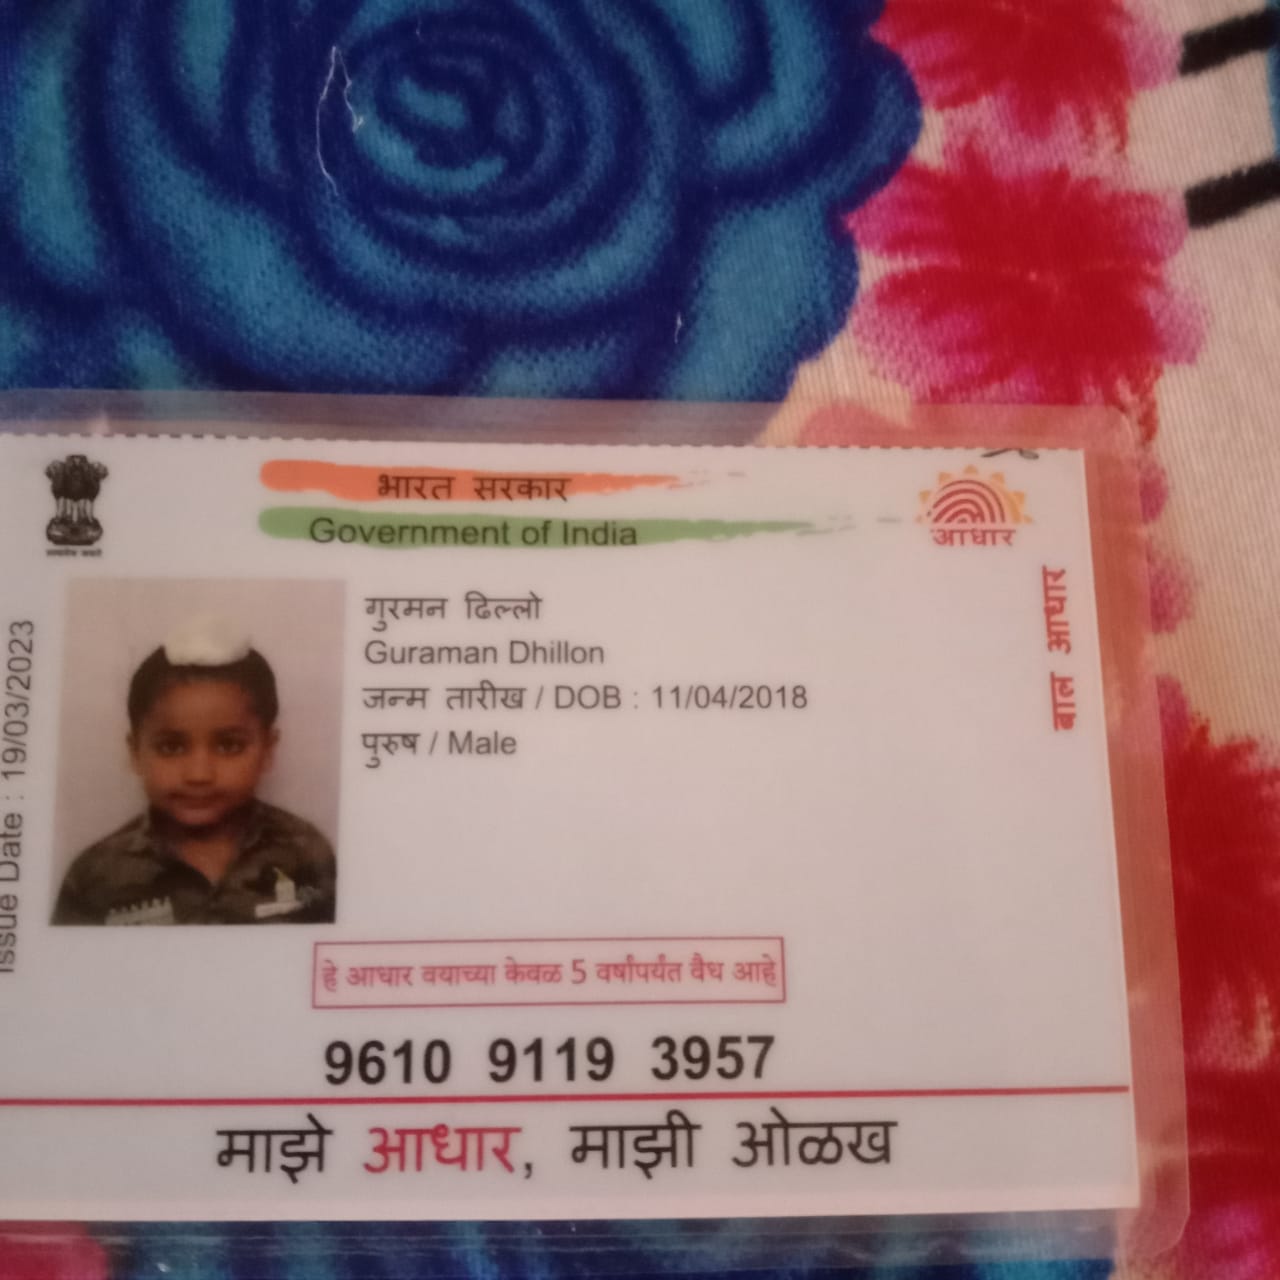 भारत सरकार
Government of India
आधार
बाल आधार
Issue Date : 19/03/2023
गुरमन ढिल्लो
Guraman Dhillon
जन्म तारीख / DOB : 11/04/2018
पुरुष / Male
हे आधार वयाच्या केवळ 5 वर्षांपर्यंत वैध आहे
9610 9119 3957
माझे आधार, माझी ओळख